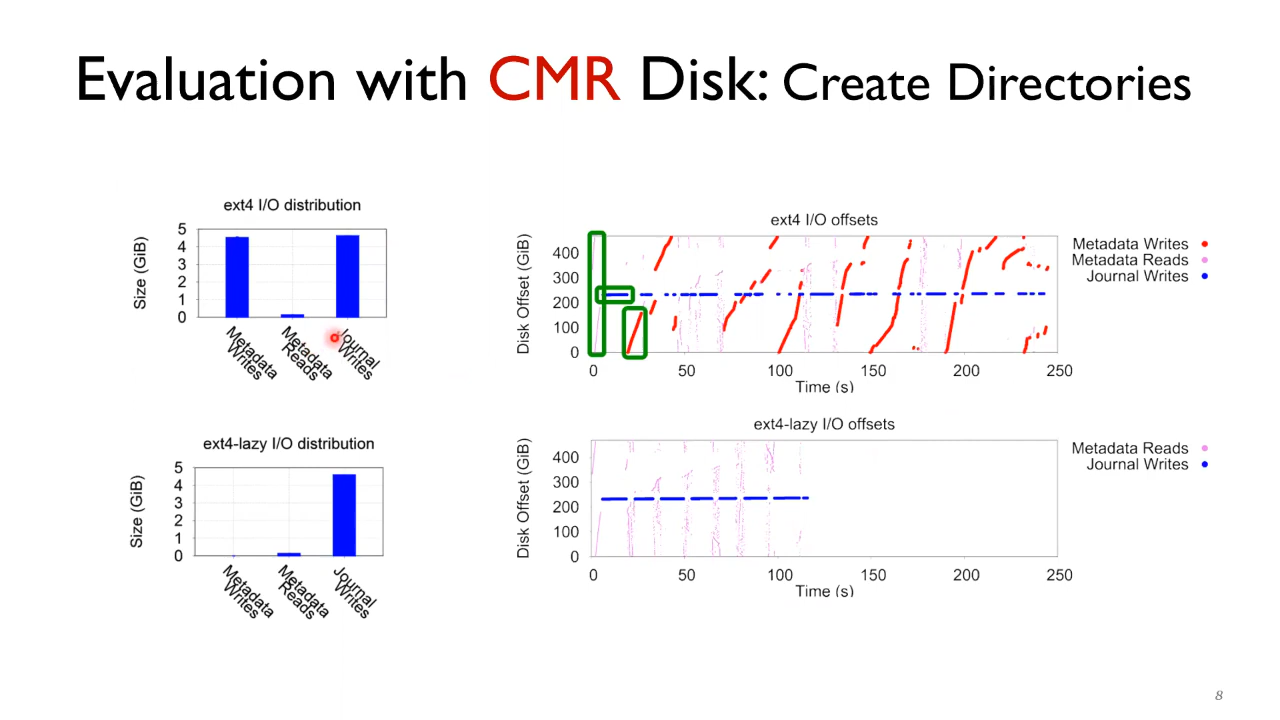 Evaluation with CMR Disk: Create Directories
ext4 I/O distribution
Size (GiB)
5
4
3
2
1
0
Metadata Writes
Metadata Reads
Journal Writes
ext4 I/O offsets
Disk Offset (GiB)
400
300
200
100
0
0 50 100 150 200 250
Time (s)
Metadata Writes
Metadata Reads
Journal Writes
ext4-lazy I/O distribution
Size (GiB)
5
4
3
2
1
0
Metadata Writes
Metadata Reads
Journal Writes
ext4-lazy I/O offsets
Disk Offset (GiB)
400
300
200
100
0
0 50 100 150 200 250
Time (s)
Metadata Reads
Journal Writes
8